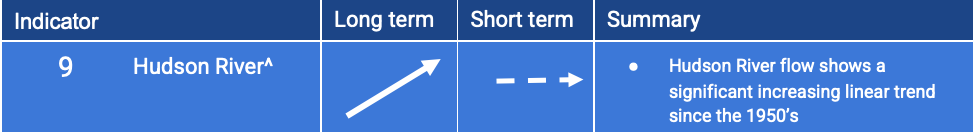 Indicator Long term Short term Summary
9 Hudson River^ ● Hudson River flow shows a
significant increasing linear trend
since the 1950’s